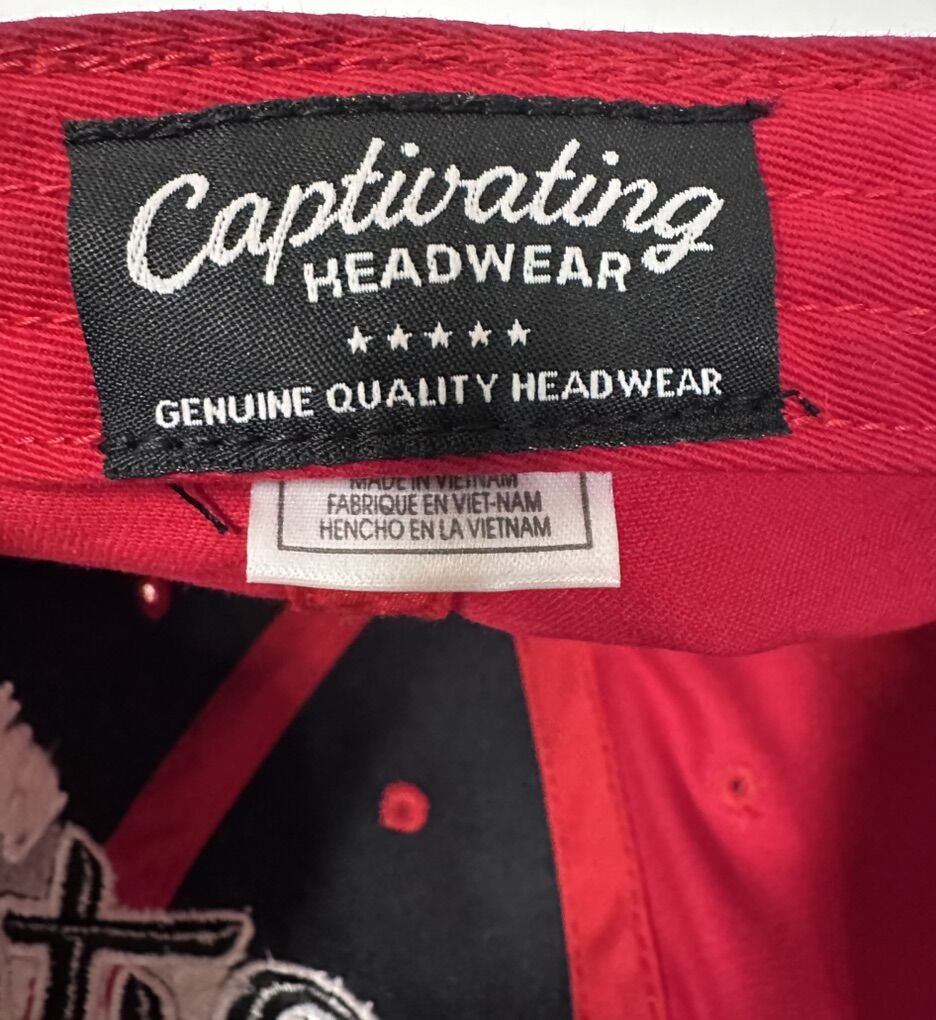 Captivating
HEADWEAR
★★★★★
GENUINE QUALITY HEADWEAR
MADE IN VIETNAM
FABRIQUE EN VIET-NAM
HENCHO EN LA VIETNAM